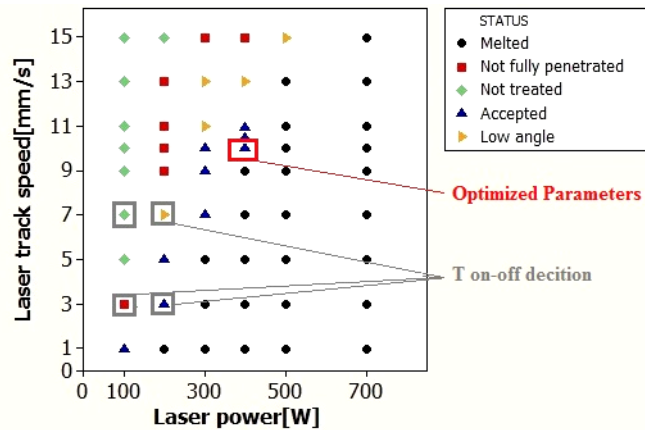 STATUS
Melted
Not fully penetrated
Not treated
Accepted
Low angle
Optimized Parameters
T on-off decition
Laser track speed[mm/s]
15
13
11
9
7
5
3
1
0
0 100 200 300 400 500 700
Laser power[W]